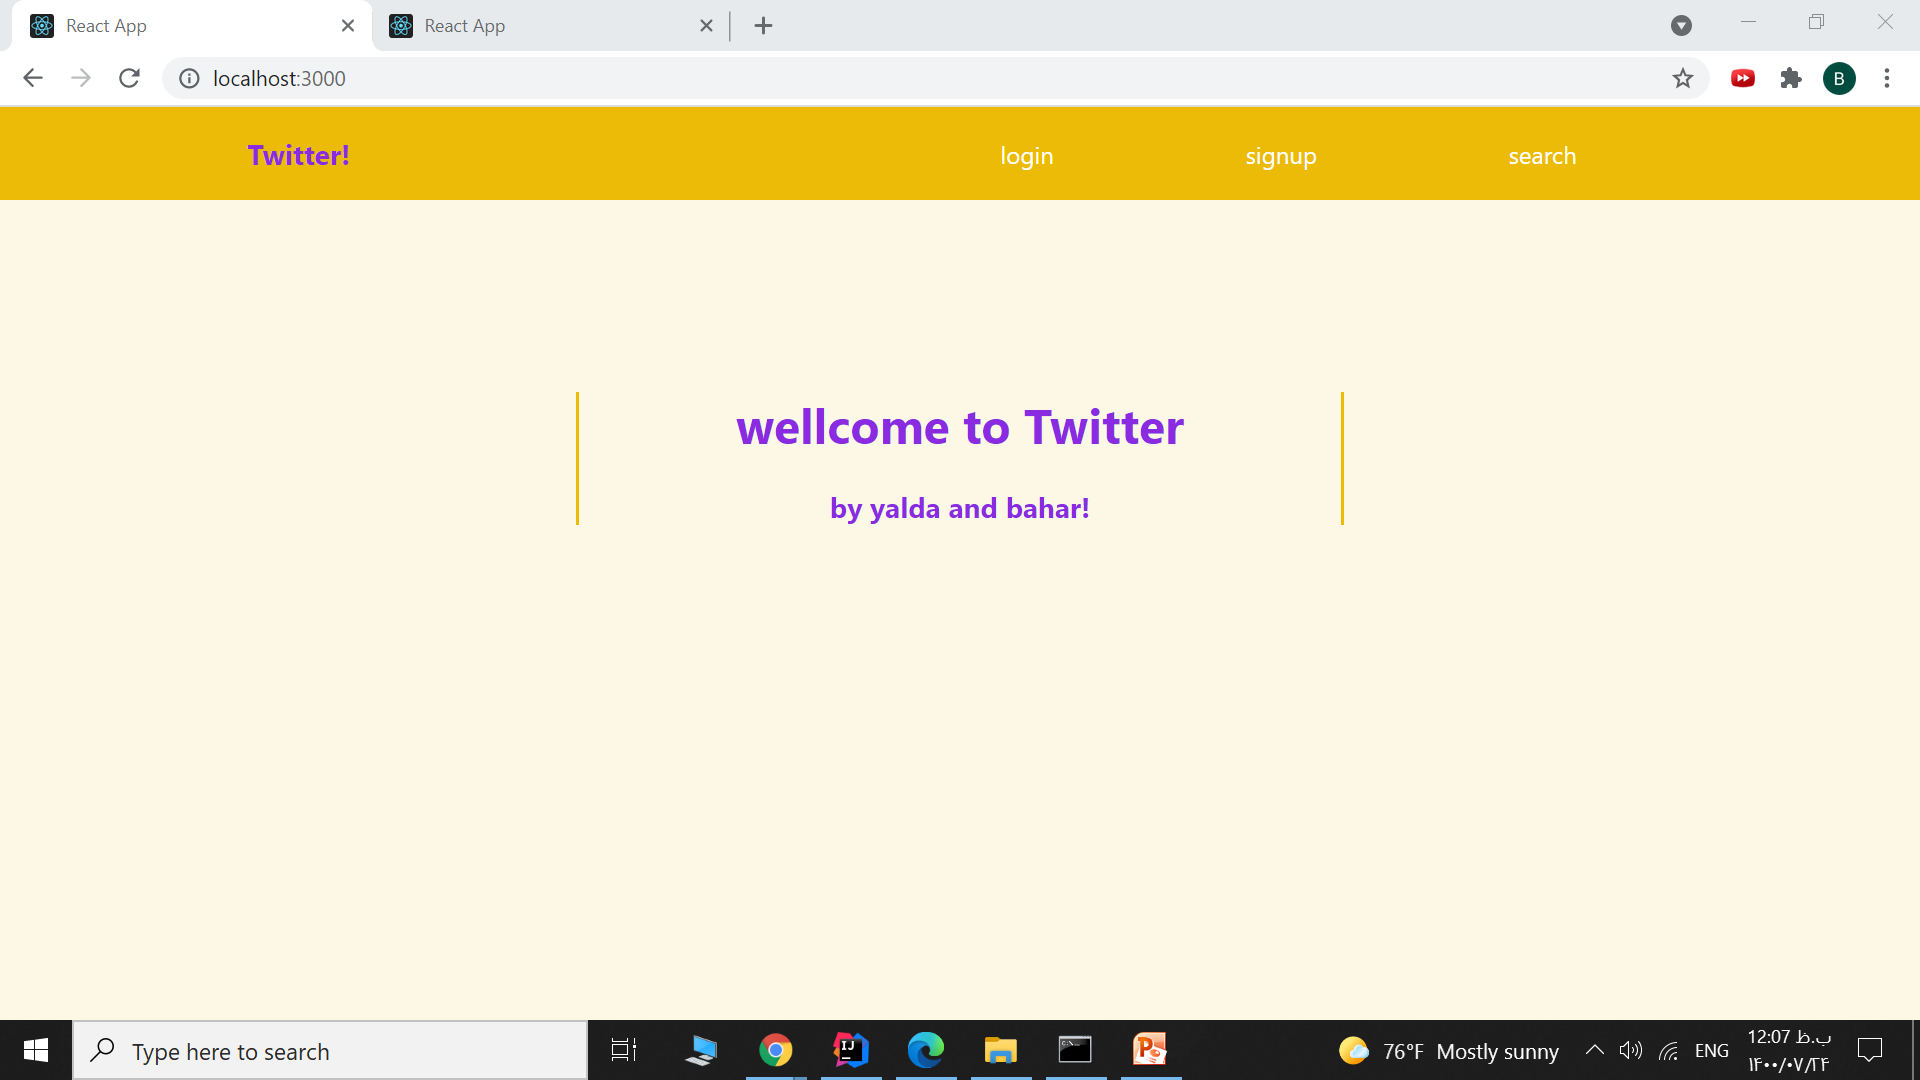 React App
React App
localhost:3000
B
Twitter!
login
signup
search
wellcome to Twitter
by yalda and bahar!
Type here to search
76°F Mostly sunny
ENG
12:07 ب.ظ
۱۴۰۰/۰۷/۲۴